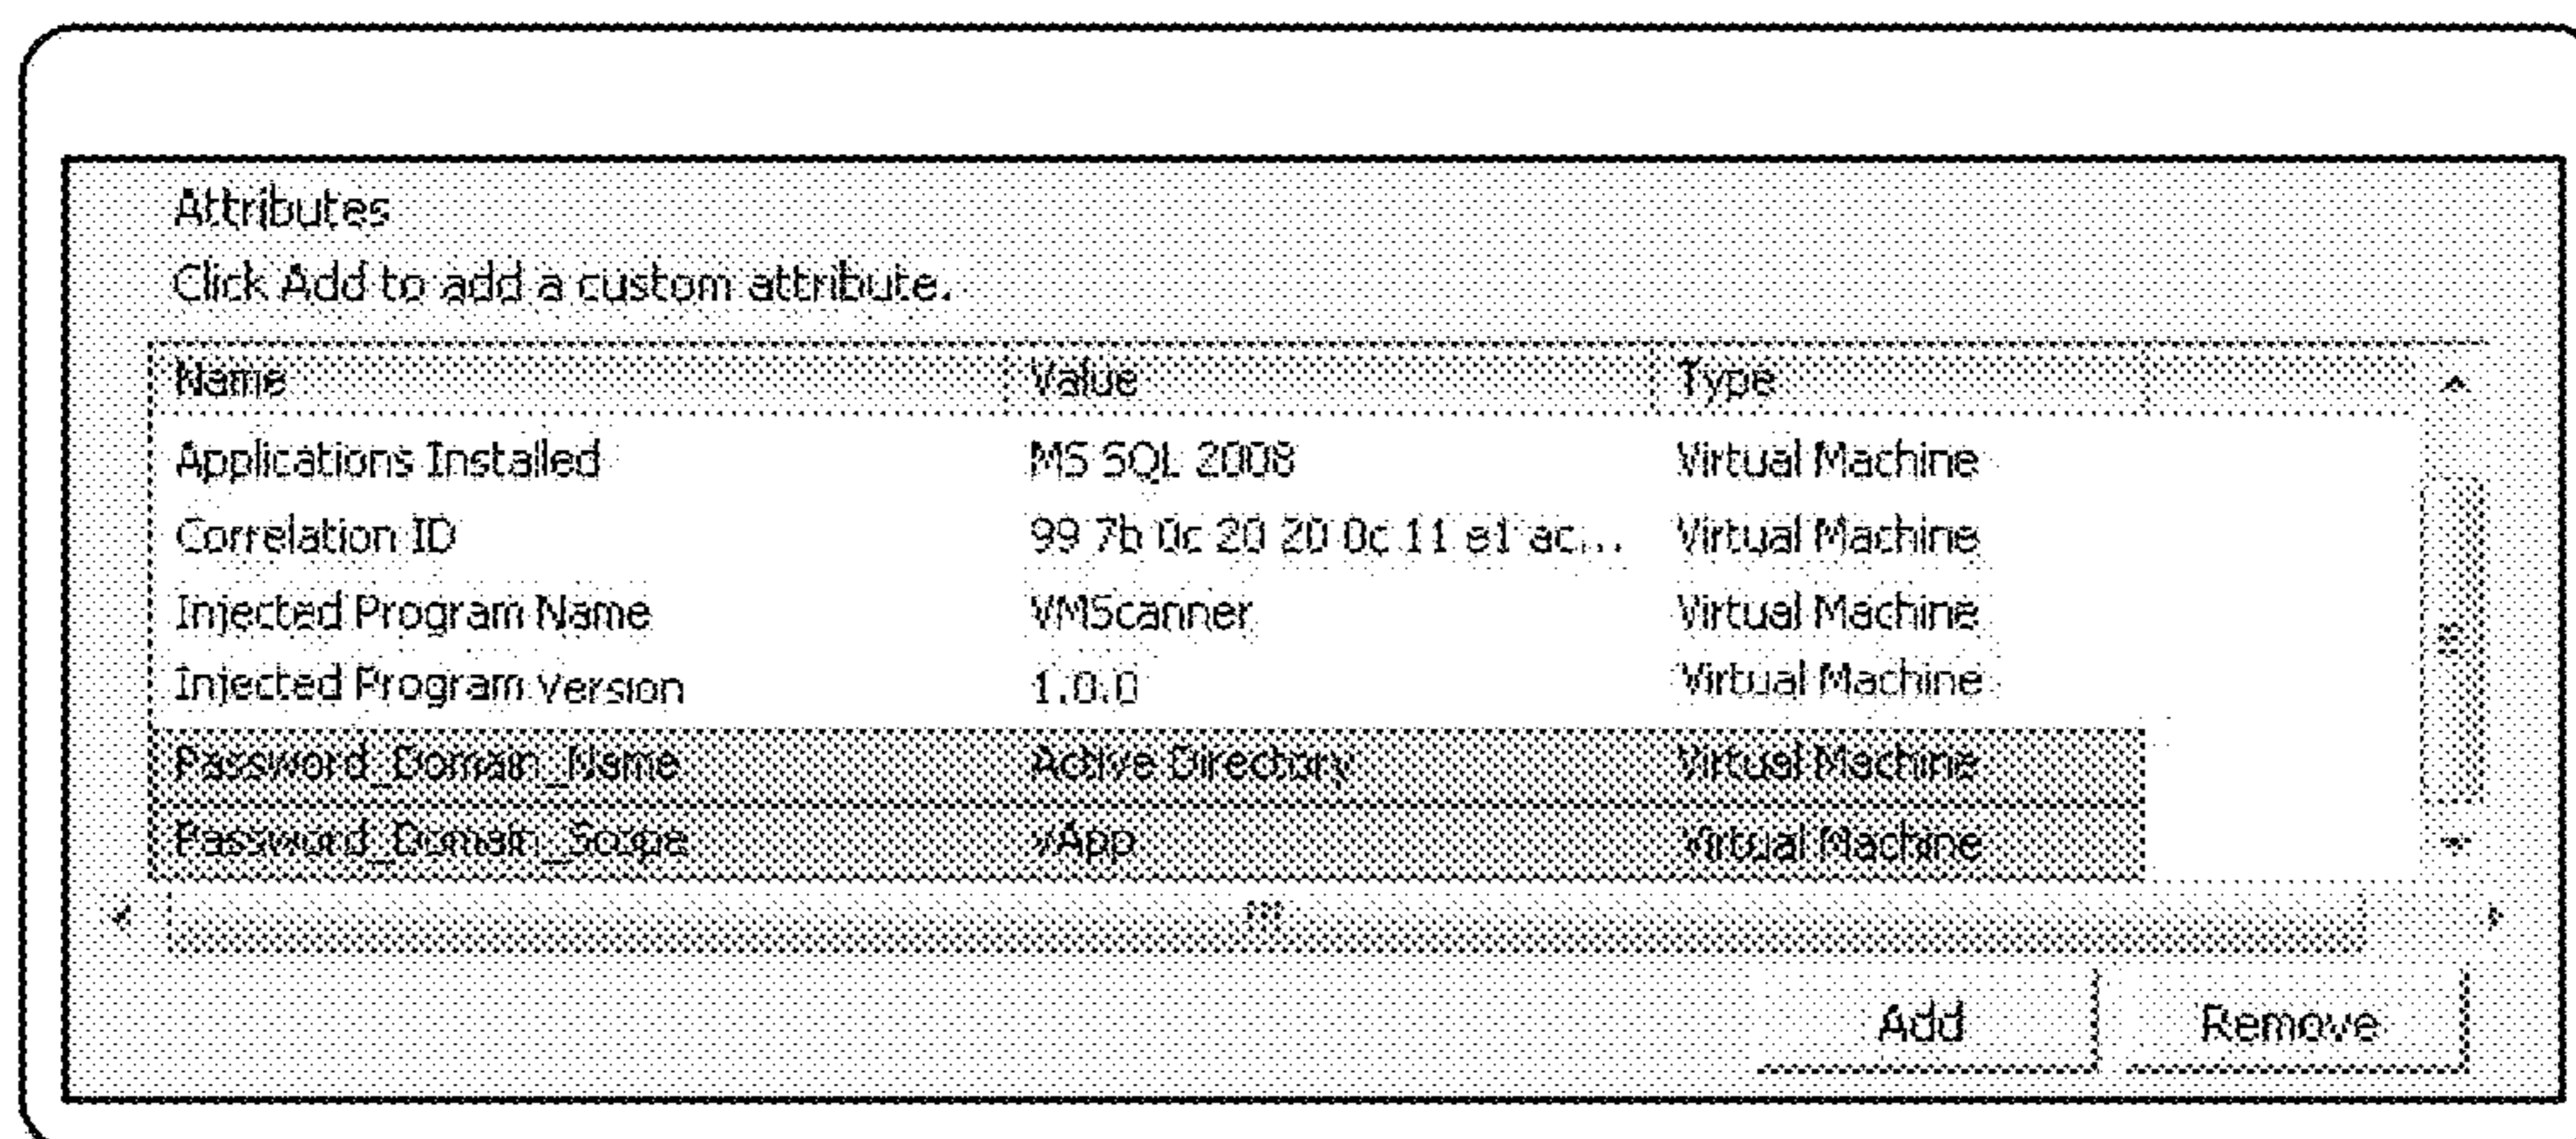 Attributes
Click Add to add a custom attribute.
Name Value Type
Applications Installed MS SQL 2008 Virtual Machine
Correlation ID 99 7b 0c 20 20 0c 11 e1 ac... Virtual Machine
Injected Program Name VMScanner Virtual Machine
Injected Program Version 1.0.0 Virtual Machine
Password_Domain_Name Active Directory Virtual Machine
Password_Domain_Scope vApp Virtual Machine
Add Remove